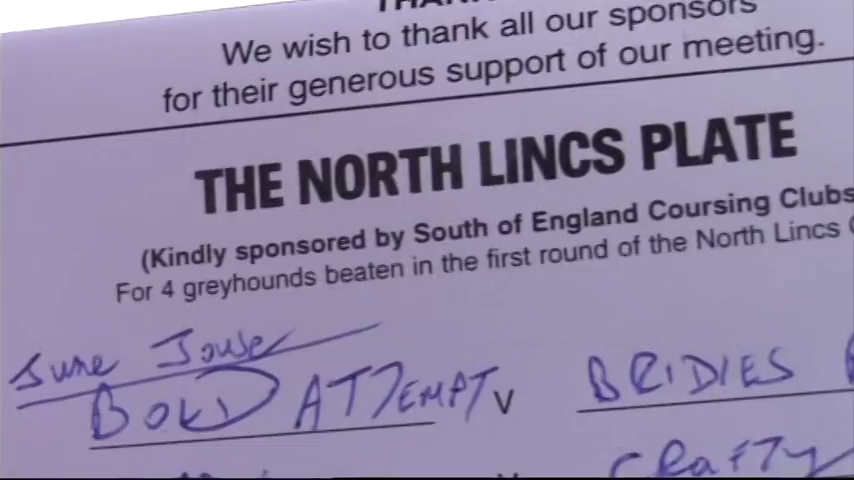 We wish to thank all our sponsors
for their generous support of our meeting.
THE NORTH LINCS PLATE
(Kindly sponsored by South of England Coursing Clubs
For 4 greyhounds beaten in the first round of the North Lincs
June
BOLD ATTEMPT v BRIDIES
Crafty